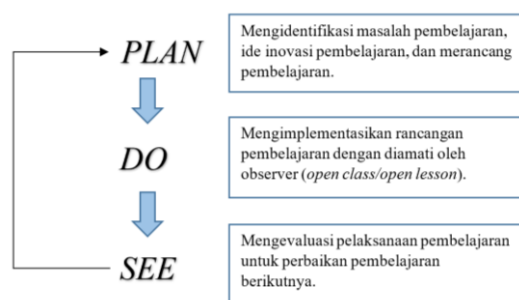 PLAN
Mengidentifikasi masalah pembelajaran,
ide inovasi pembelajaran, dan merancang
pembelajaran.
DO
Mengimplementasikan rancangan
pembelajaran dengan diamati oleh
observer (open class/open lesson).
SEE
Mengevaluasi pelaksanaan pembelajaran
untuk perbaikan pembelajaran
berikutnya.